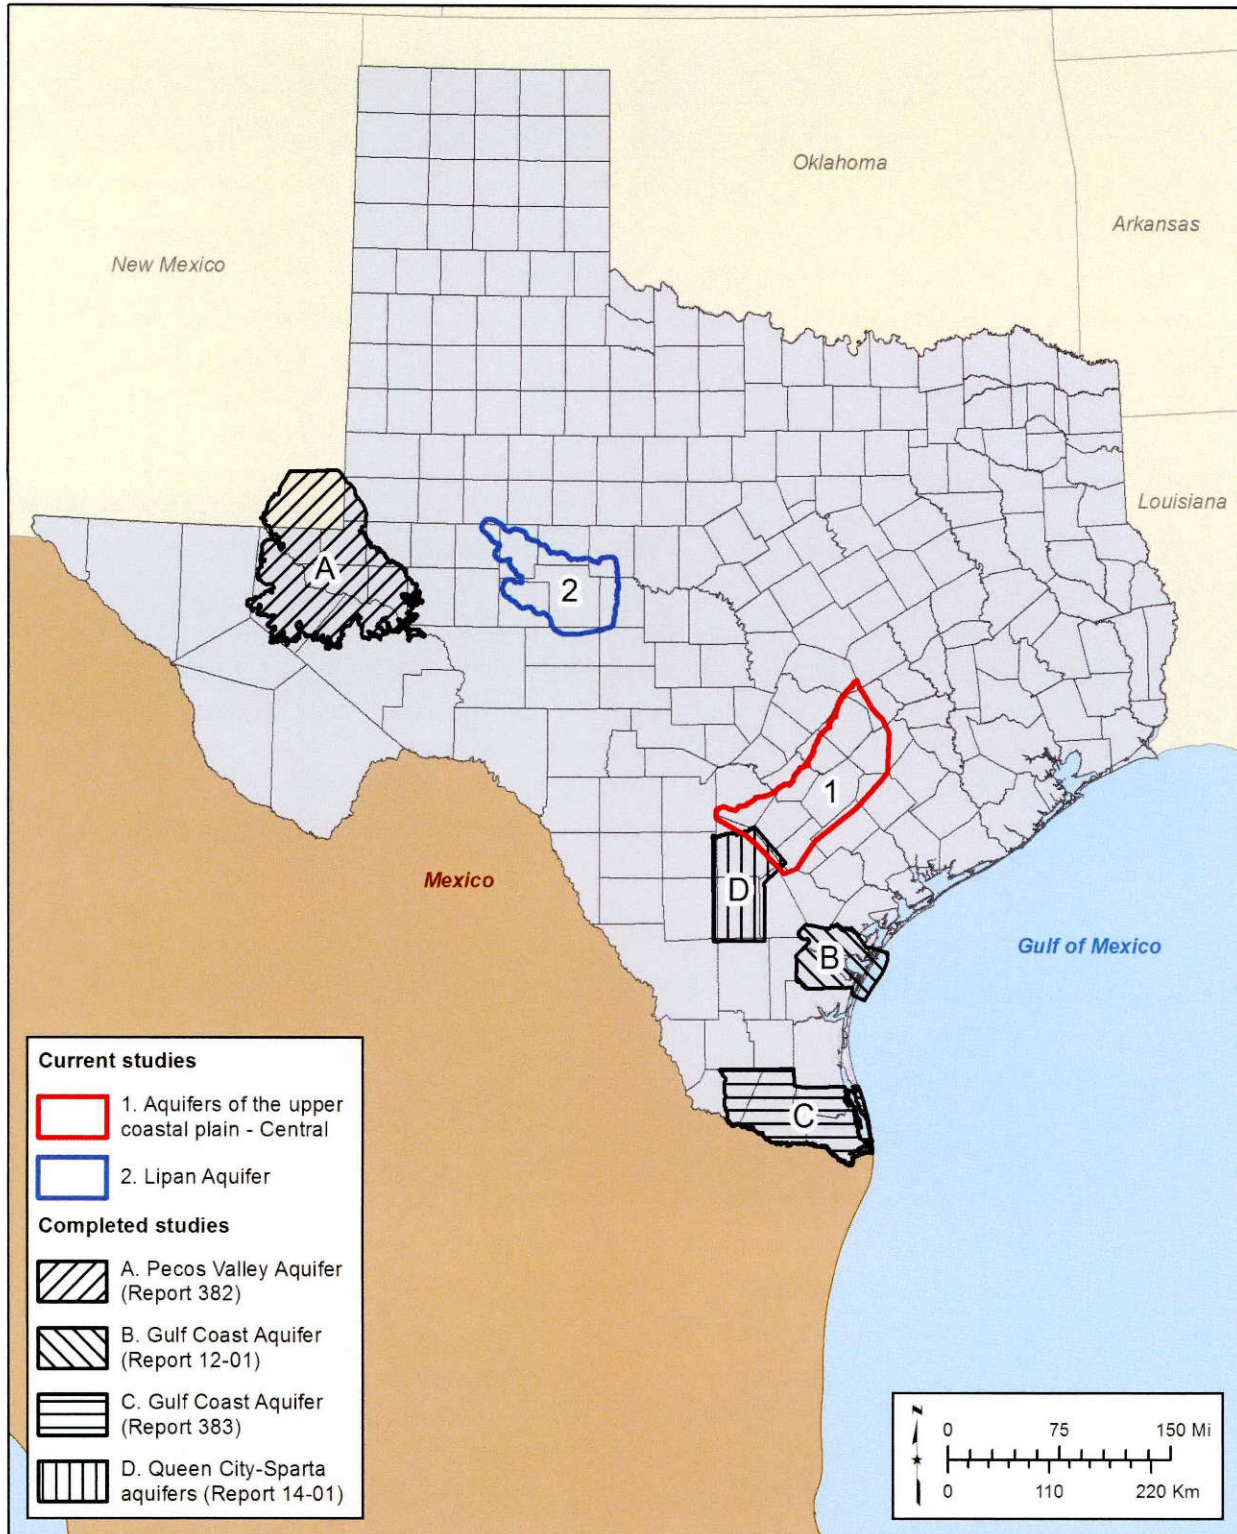 Oklahoma
Arkansas
New Mexico
Louisiana
A
2
1
Mexico
D
B
Gulf of Mexico
C
Current studies
1. Aquifers of the upper
coastal plain - Central
2. Lipan Aquifer
Completed studies
A. Pecos Valley Aquifer
(Report 382)
B. Gulf Coast Aquifer
(Report 12-01)
C. Gulf Coast Aquifer
(Report 383)
D. Queen City-Sparta
aquifers (Report 14-01)
N
0 75 150 Mi
0 110 220 Km